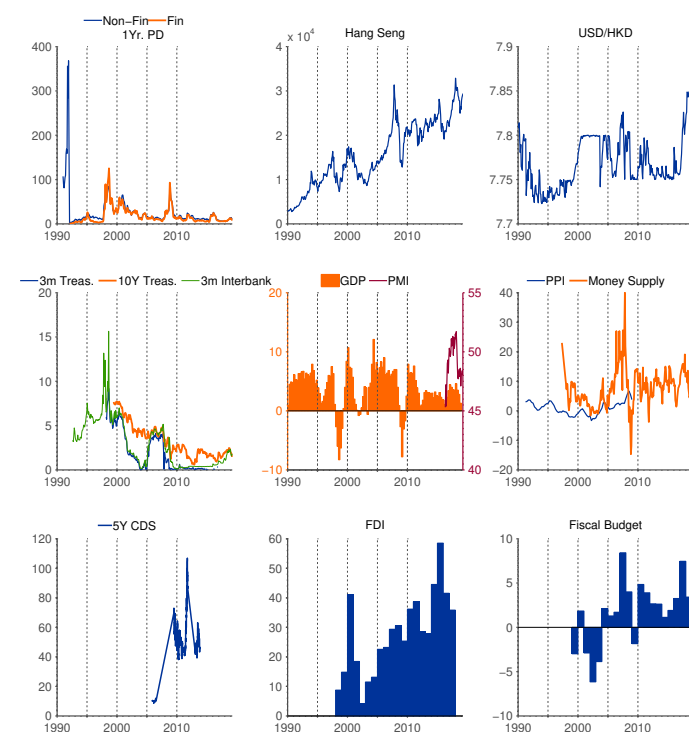 Non-Fin Fin
1Yr. PD
400
300
200
100
0
1990 2000 2010
x 10^4
Hang Seng
4
3
2
1
0
1990 2000 2010
USD/HKD
7.9
7.85
7.8
7.75
7.7
1990 2000 2010
3m Treas. 10Y Treas. 3m Interbank
20
15
10
5
0
1990 2000 2010
GDP PMI
20 55
10 50
0 45
-10 40
1990 2000 2010
PPI Money Supply
40
30
20
10
0
-10
-20
1990 2000 2010
5Y CDS
120
100
80
60
40
20
0
1990 2000 2010
FDI
60
50
40
30
20
10
0
1990 2000 2010
Fiscal Budget
10
5
0
-5
-10
1990 2000 2010